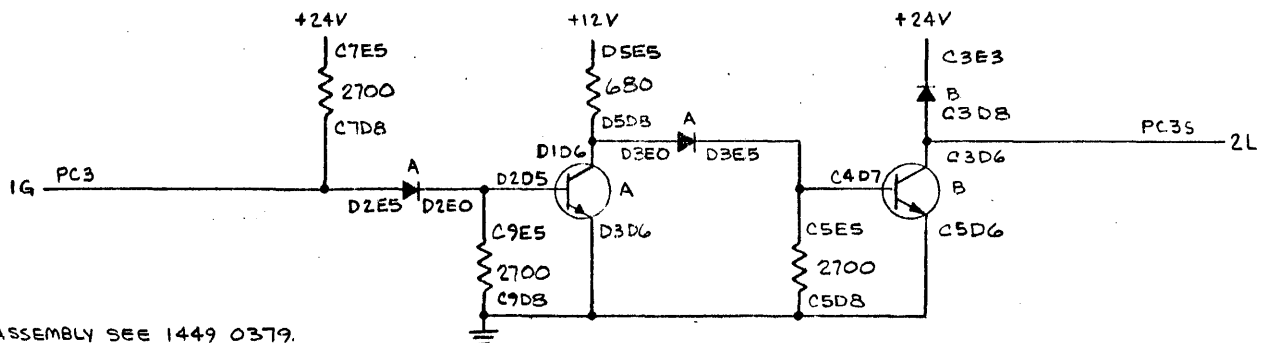 +24V +12V +24V
C7E5 D5E5 C3E3
2700 680 B
C7D8 D5D8 A C3D8 PC3S
1G PC3 A D1D6 D3E0 D3E5 C3D6 2L
D2E5 D2E0 D2D5 A C4D7 B
C9E5 D3D6 C5E5 C5D6
2700 2700
C9D8 C5D8
ASSEMBLY SEE 1449 0379.